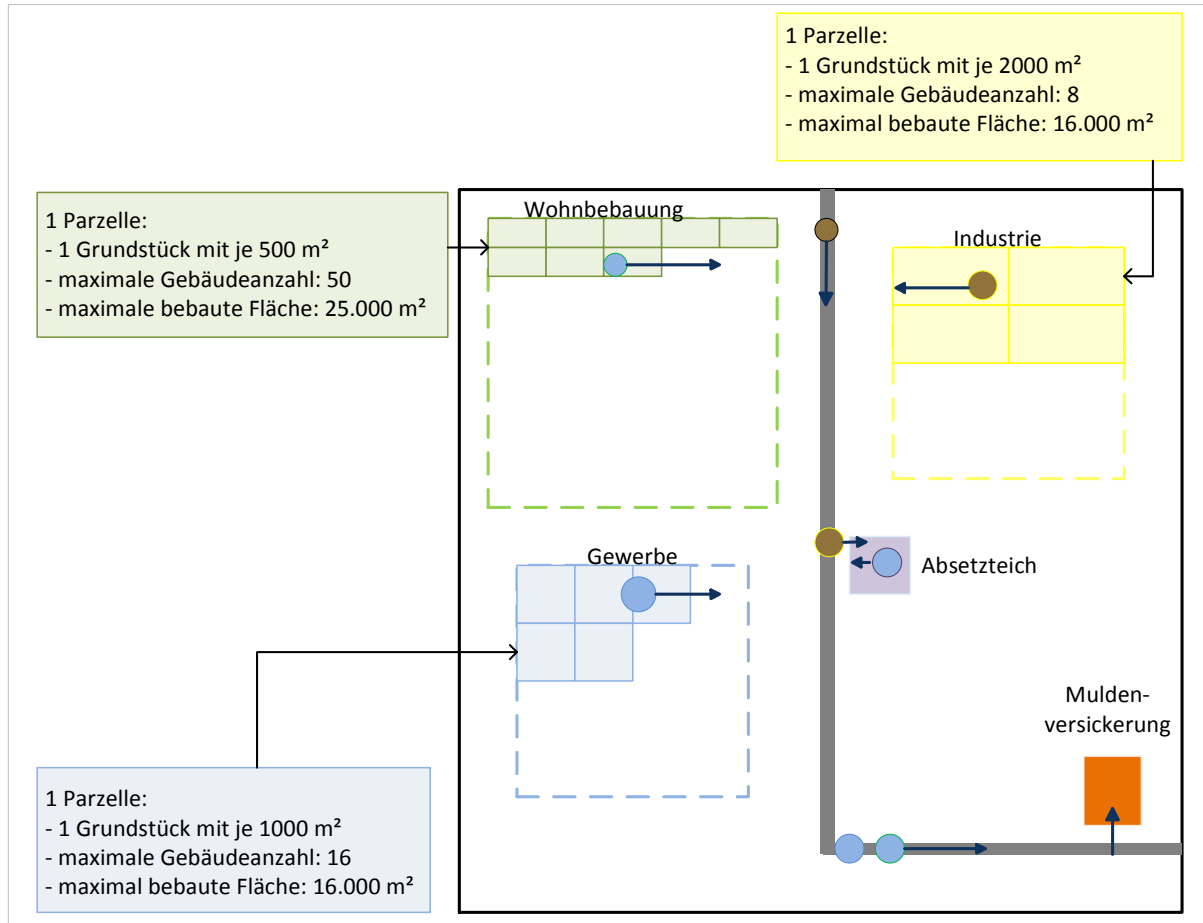 1 Parzelle:
- 1 Grundstück mit je 2000 m²
- maximale Gebäudeanzahl: 8
- maximal bebaute Fläche: 16.000 m²
1 Parzelle:
- 1 Grundstück mit je 500 m²
- maximale Gebäudeanzahl: 50
- maximale bebaute Fläche: 25.000 m²
Wohnbebauung
Industrie
Gewerbe
Absetzteich
Mulden-
versickerung
1 Parzelle:
- 1 Grundstück mit je 1000 m²
- maximale Gebäudeanzahl: 16
- maximal bebaute Fläche: 16.000 m²